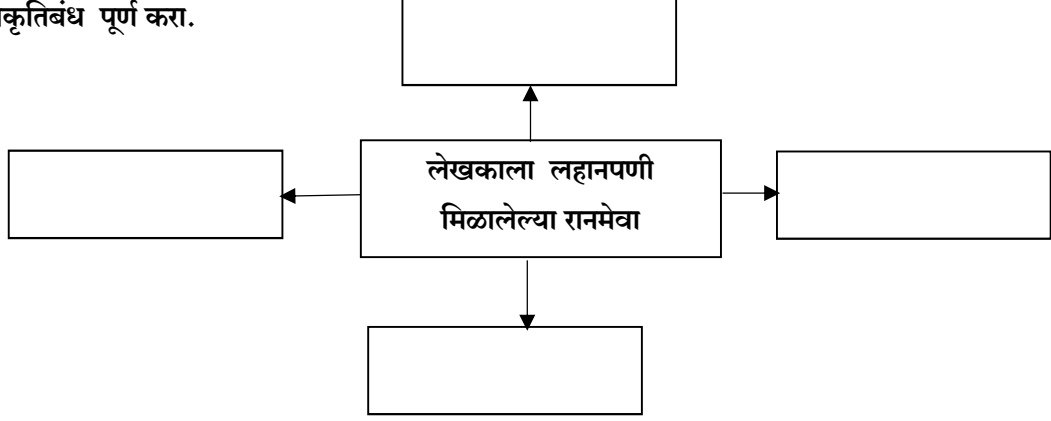 कृतिबंध पूर्ण करा.
लेखकाला लहानपणी
मिळालेल्या रानमेवा